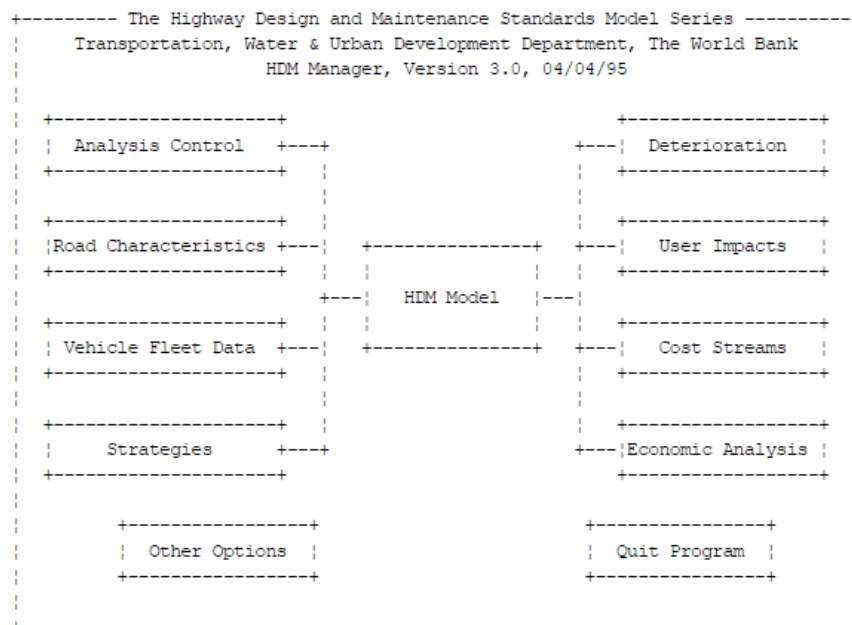 The Highway Design and Maintenance Standards Model Series
Transportation, Water & Urban Development Department, The World Bank
HDM Manager, Version 3.0, 04/04/95
Analysis Control
Deterioration
Road Characteristics
User Impacts
HDM Model
Vehicle Fleet Data
Cost Streams
Strategies
Economic Analysis
Other Options
Quit Program